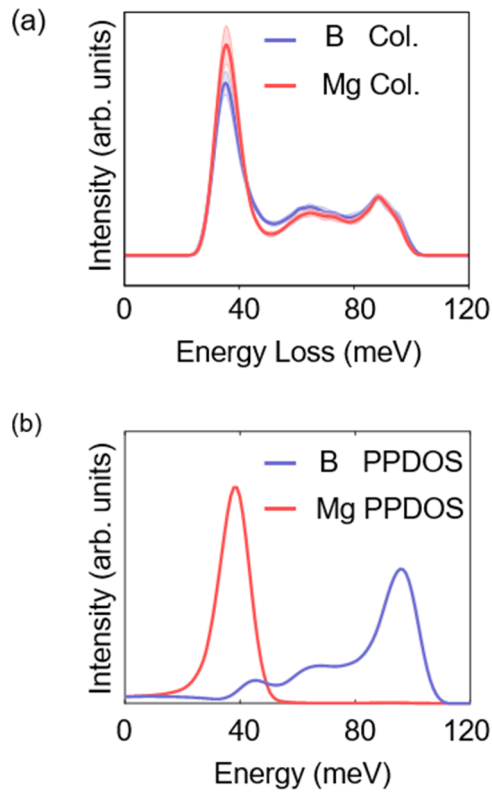 (a)
Intensity (arb. units)
B Col.
Mg Col.
0 40 80 120
Energy Loss (meV)
(b)
Intensity (arb. units)
B PPDOS
Mg PPDOS
0 40 80 120
Energy (meV)